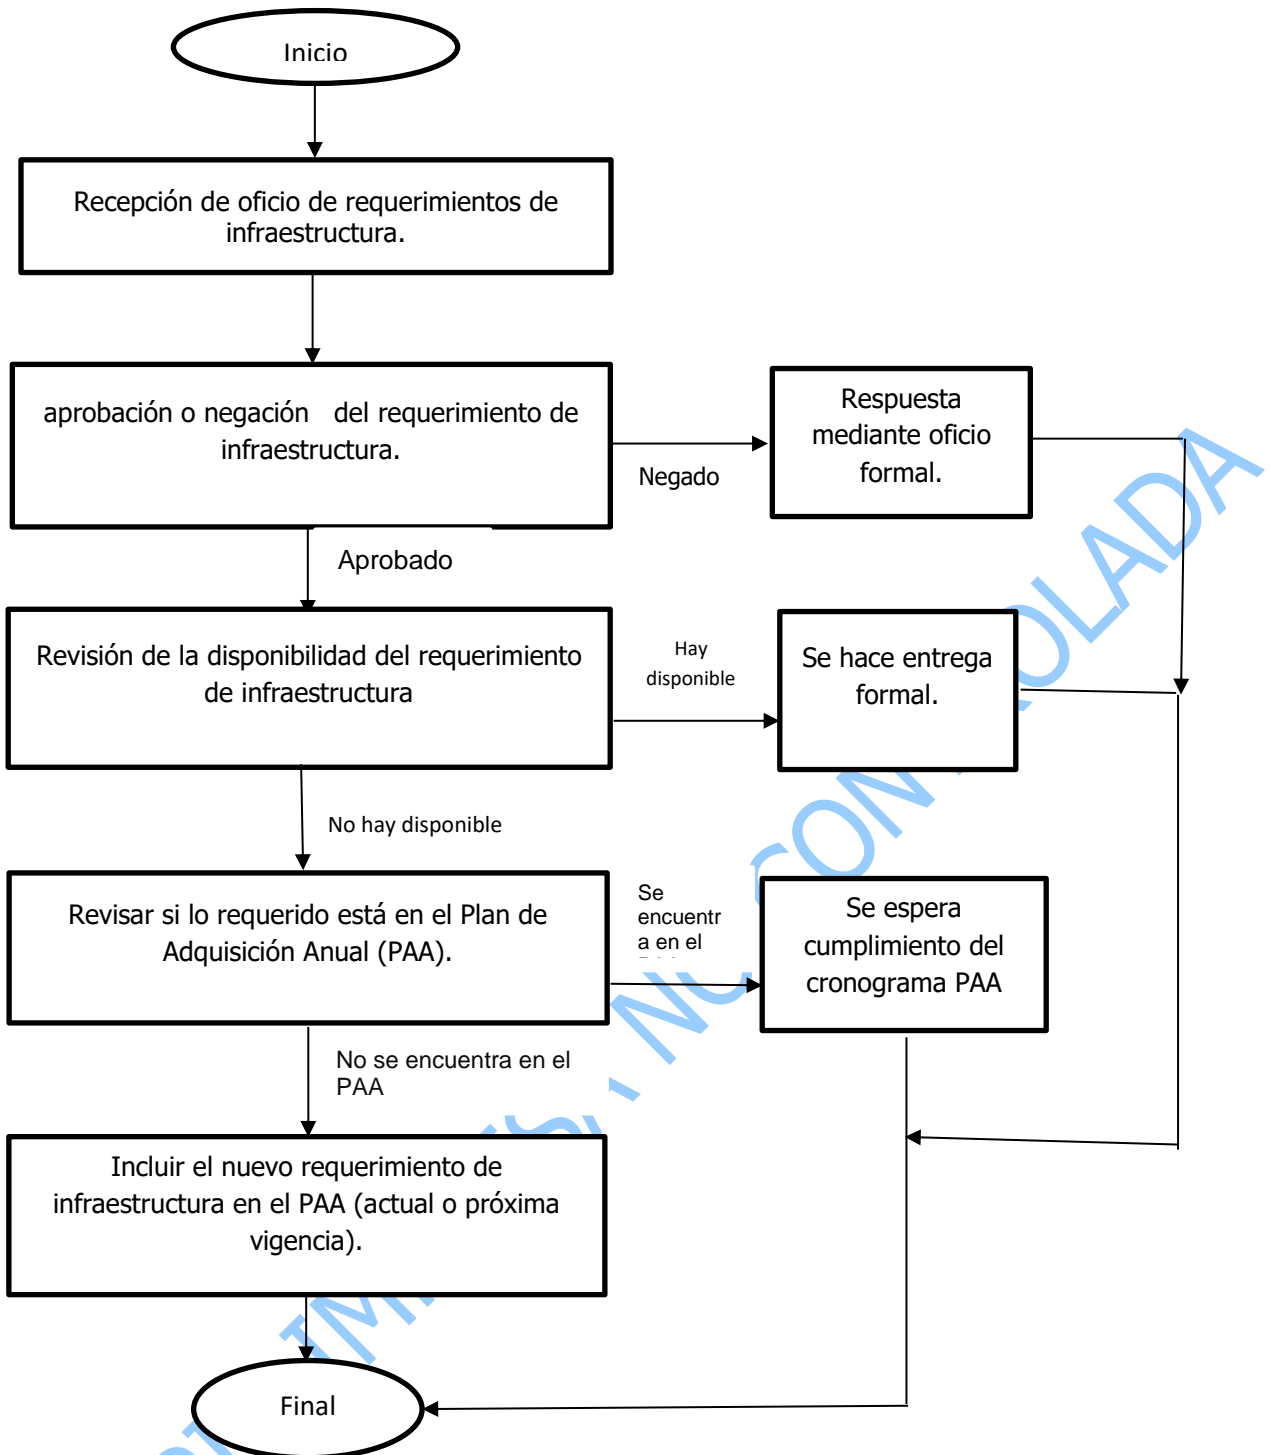 Inicio
Recepción de oficio de requerimientos de
infraestructura.
aprobación o negación del requerimiento de
infraestructura.
Negado
Respuesta
mediante oficio
formal.
Aprobado
Revisión de la disponibilidad del requerimiento
de infraestructura
Hay
disponible
Se hace entrega
formal.
No hay disponible
Revisar si lo requerido está en el Plan de
Adquisición Anual (PAA).
Se
encuentr
a en el
Se espera
cumplimiento del
cronograma PAA
No se encuentra en el
PAA
Incluir el nuevo requerimiento de
infraestructura en el PAA (actual o próxima
vigencia).
Final